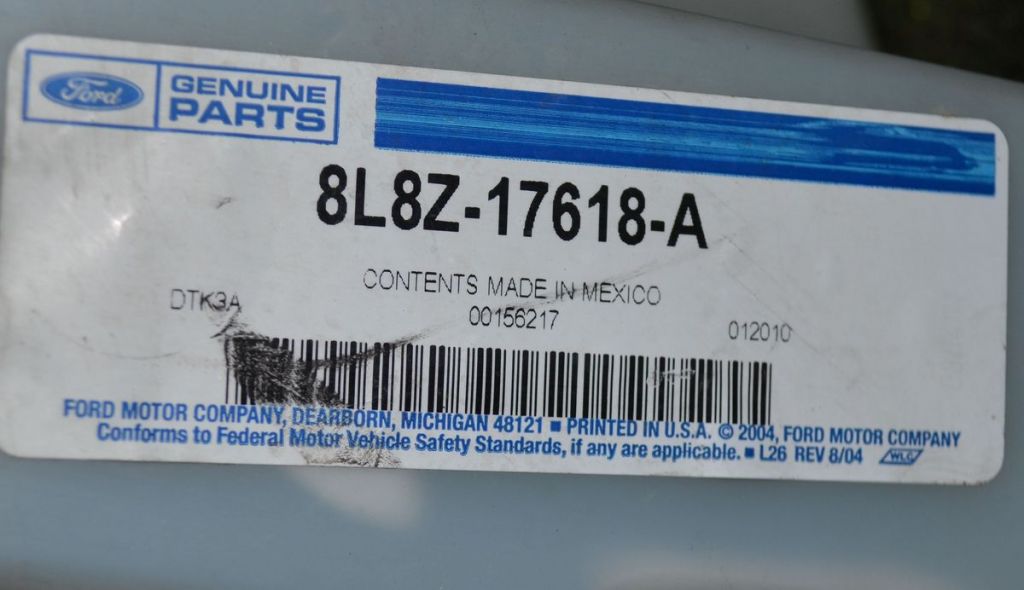 Ford GENUINE
PARTS
8L8Z-17618-A
CONTENTS MADE IN MEXICO
DTK3A 00156217 012010
FORD MOTOR COMPANY, DEARBORN, MICHIGAN 48121 ■ PRINTED IN U.S.A. © 2004, FORD MOTOR COMPANY
Conforms to Federal Motor Vehicle Safety Standards, if any are applicable. ■ L26 REV 8/04 WLC